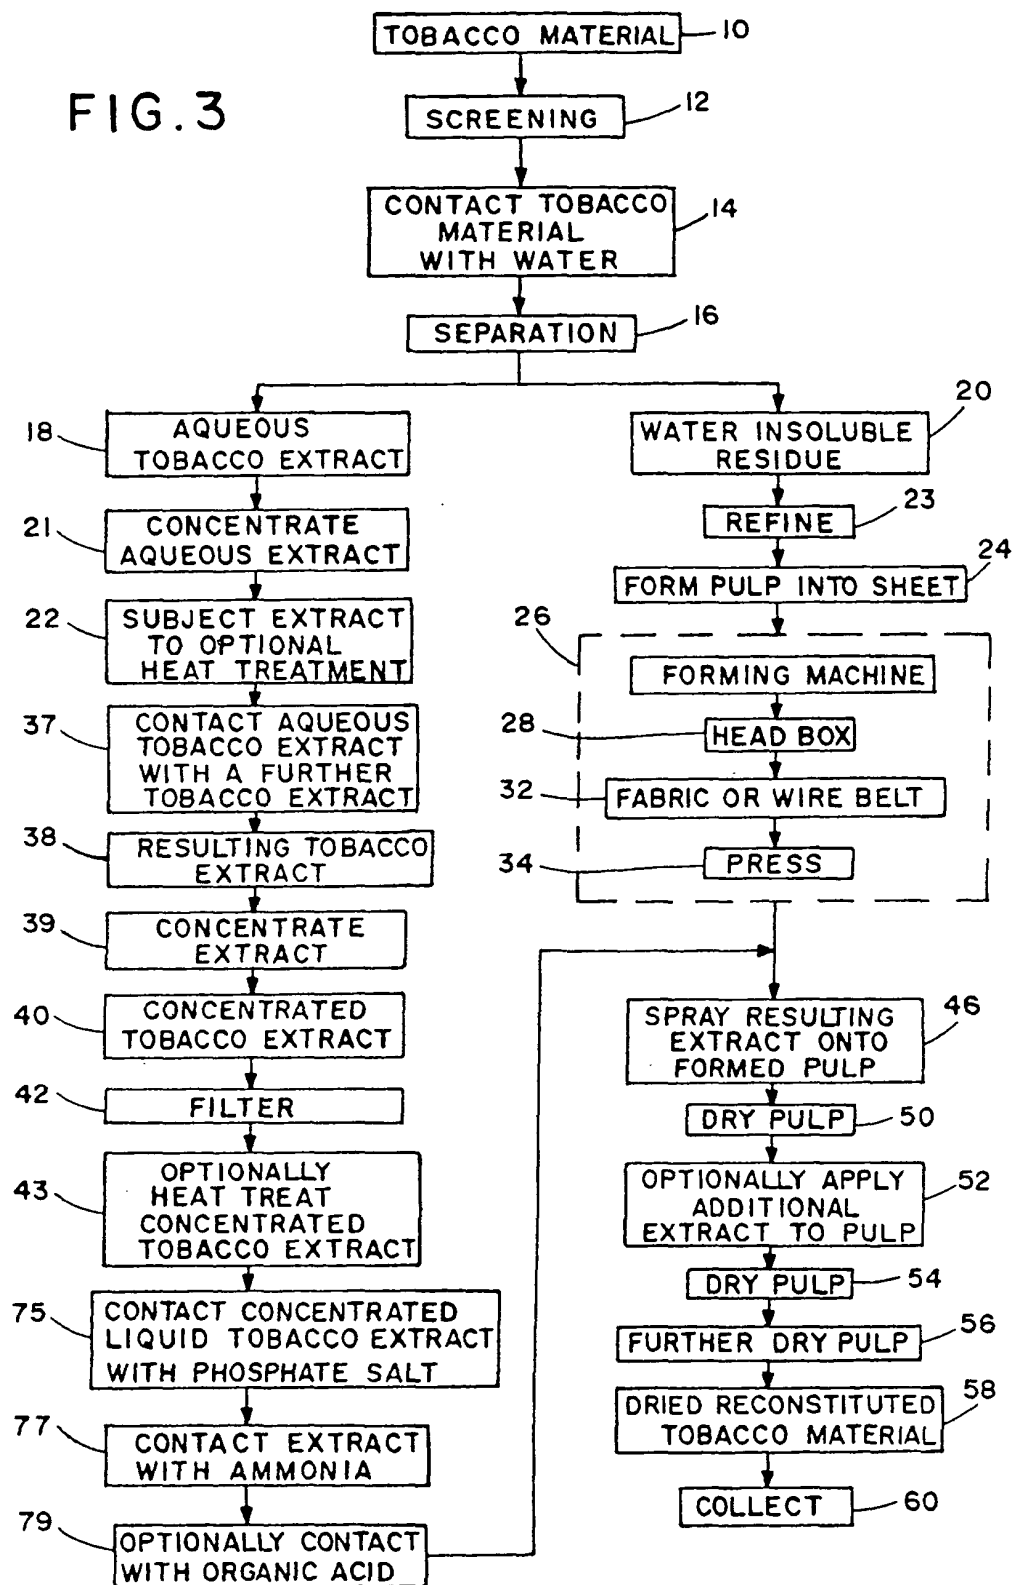 TOBACCO MATERIAL
10
FIG. 3
SCREENING
12
CONTACT TOBACCO
MATERIAL
WITH WATER
14
SEPARATION
16
18
AQUEOUS
TOBACCO EXTRACT
21
CONCENTRATE
AQUEOUS EXTRACT
22
SUBJECT EXTRACT
TO OPTIONAL
HEAT TREATMENT
37
CONTACT AQUEOUS
TOBACCO EXTRACT
WITH A FURTHER
TOBACCO EXTRACT
38
RESULTING TOBACCO
EXTRACT
39
CONCENTRATE
EXTRACT
40
CONCENTRATED
TOBACCO EXTRACT
42
FILTER
43
OPTIONALLY
HEAT TREAT
CONCENTRATED
TOBACCO EXTRACT
75
CONTACT CONCENTRATED
LIQUID TOBACCO EXTRACT
WITH PHOSPHATE SALT
77
CONTACT EXTRACT
WITH AMMONIA
79
OPTIONALLY CONTACT
WITH ORGANIC ACID
20
WATER INSOLUBLE
RESIDUE
REFINE
23
24
FORM PULP INTO SHEET
26
FORMING MACHINE
28
HEAD BOX
32
FABRIC OR WIRE BELT
34
PRESS
SPRAY RESULTING
EXTRACT ONTO
FORMED PULP
46
DRY PULP
50
OPTIONALLY APPLY
ADDITIONAL
EXTRACT TO PULP
52
DRY PULP
54
FURTHER DRY PULP
56
DRIED RECONSTITUTED
TOBACCO MATERIAL
58
COLLECT
60